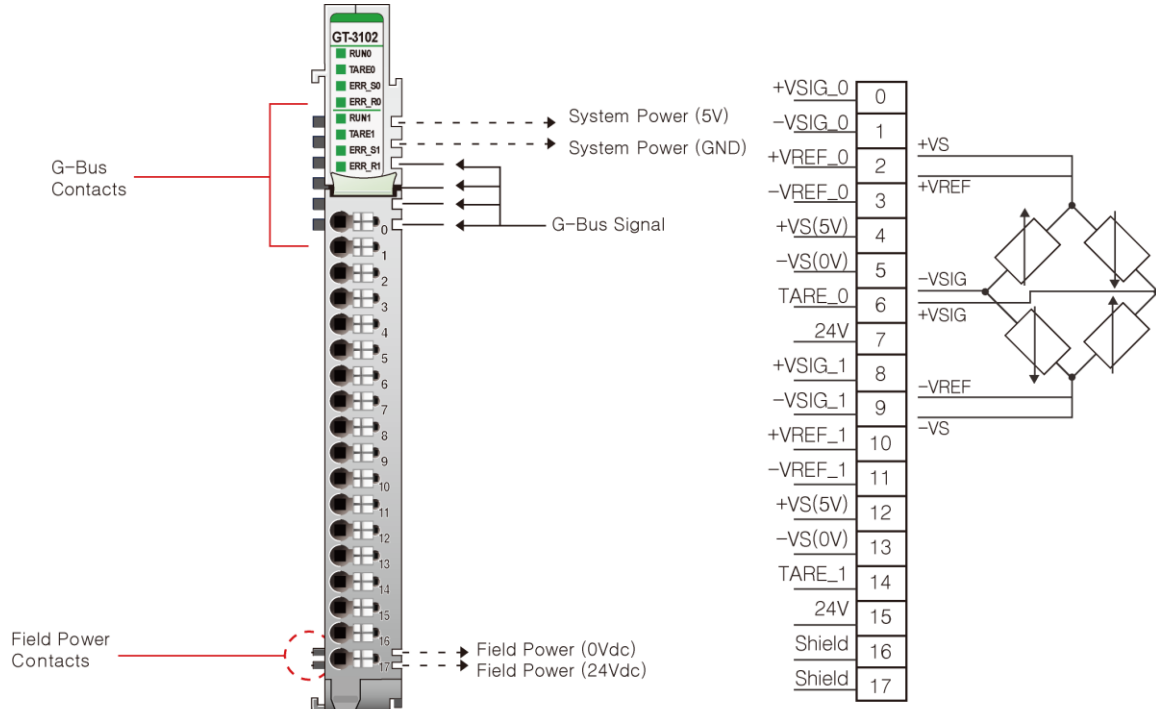 GT-3102
RUN0
TARE0
ERR_S0
ERR_R0
RUN1
TARE1
ERR_S1
ERR_R1
G-Bus
Contacts
System Power (5V)
System Power (GND)
G-Bus Signal
0
1
2
3
4
5
6
7
8
9
10
11
12
13
14
15
16
17
Field Power
Contacts
Field Power (0Vdc)
Field Power (24Vdc)
+VSIG_0 0
-VSIG_0 1
+VREF_0 2
-VREF_0 3
+VS(5V) 4
-VS(0V) 5
TARE_0 6
24V 7
+VSIG_1 8
-VSIG_1 9
+VREF_1 10
-VREF_1 11
+VS(5V) 12
-VS(0V) 13
TARE_1 14
24V 15
Shield 16
Shield 17
+VS
+VREF
-VSIG
+VSIG
-VREF
-VS